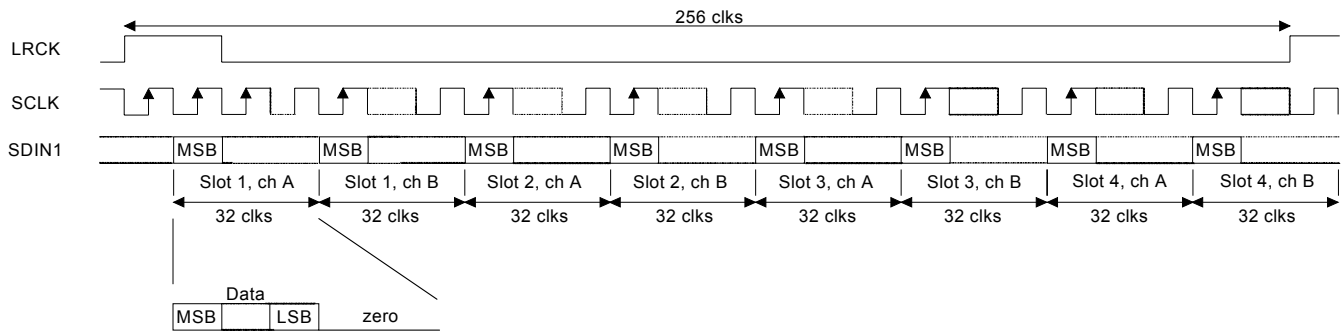 256 clks
LRCK
SCLK
SDIN1
MSB MSB MSB MSB MSB MSB MSB MSB
Slot 1, ch A Slot 1, ch B Slot 2, ch A Slot 2, ch B Slot 3, ch A Slot 3, ch B Slot 4, ch A Slot 4, ch B
32 clks 32 clks 32 clks 32 clks 32 clks 32 clks 32 clks 32 clks
Data
MSB LSB zero